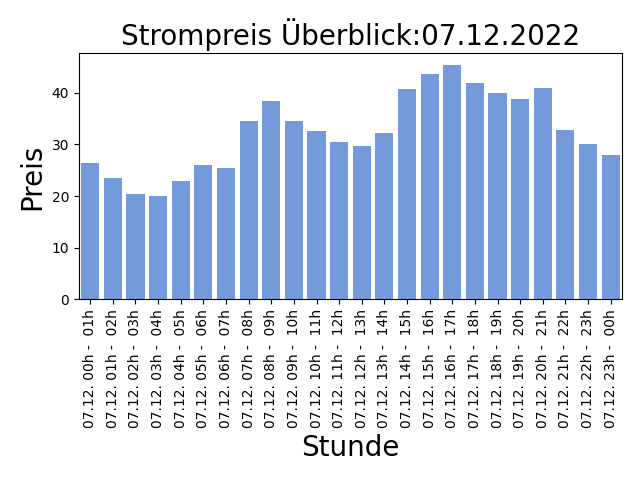 Strompreis Überblick:07.12.2022
Preis
40
30
20
10
0
07.12. 00h - 01h
07.12. 01h - 02h
07.12. 02h - 03h
07.12. 03h - 04h
07.12. 04h - 05h
07.12. 05h - 06h
07.12. 06h - 07h
07.12. 07h - 08h
07.12. 08h - 09h
07.12. 09h - 10h
07.12. 10h - 11h
07.12. 11h - 12h
07.12. 12h - 13h
07.12. 13h - 14h
07.12. 14h - 15h
07.12. 15h - 16h
07.12. 16h - 17h
07.12. 17h - 18h
07.12. 18h - 19h
07.12. 19h - 20h
07.12. 20h - 21h
07.12. 21h - 22h
07.12. 22h - 23h
07.12. 23h - 00h
Stunde